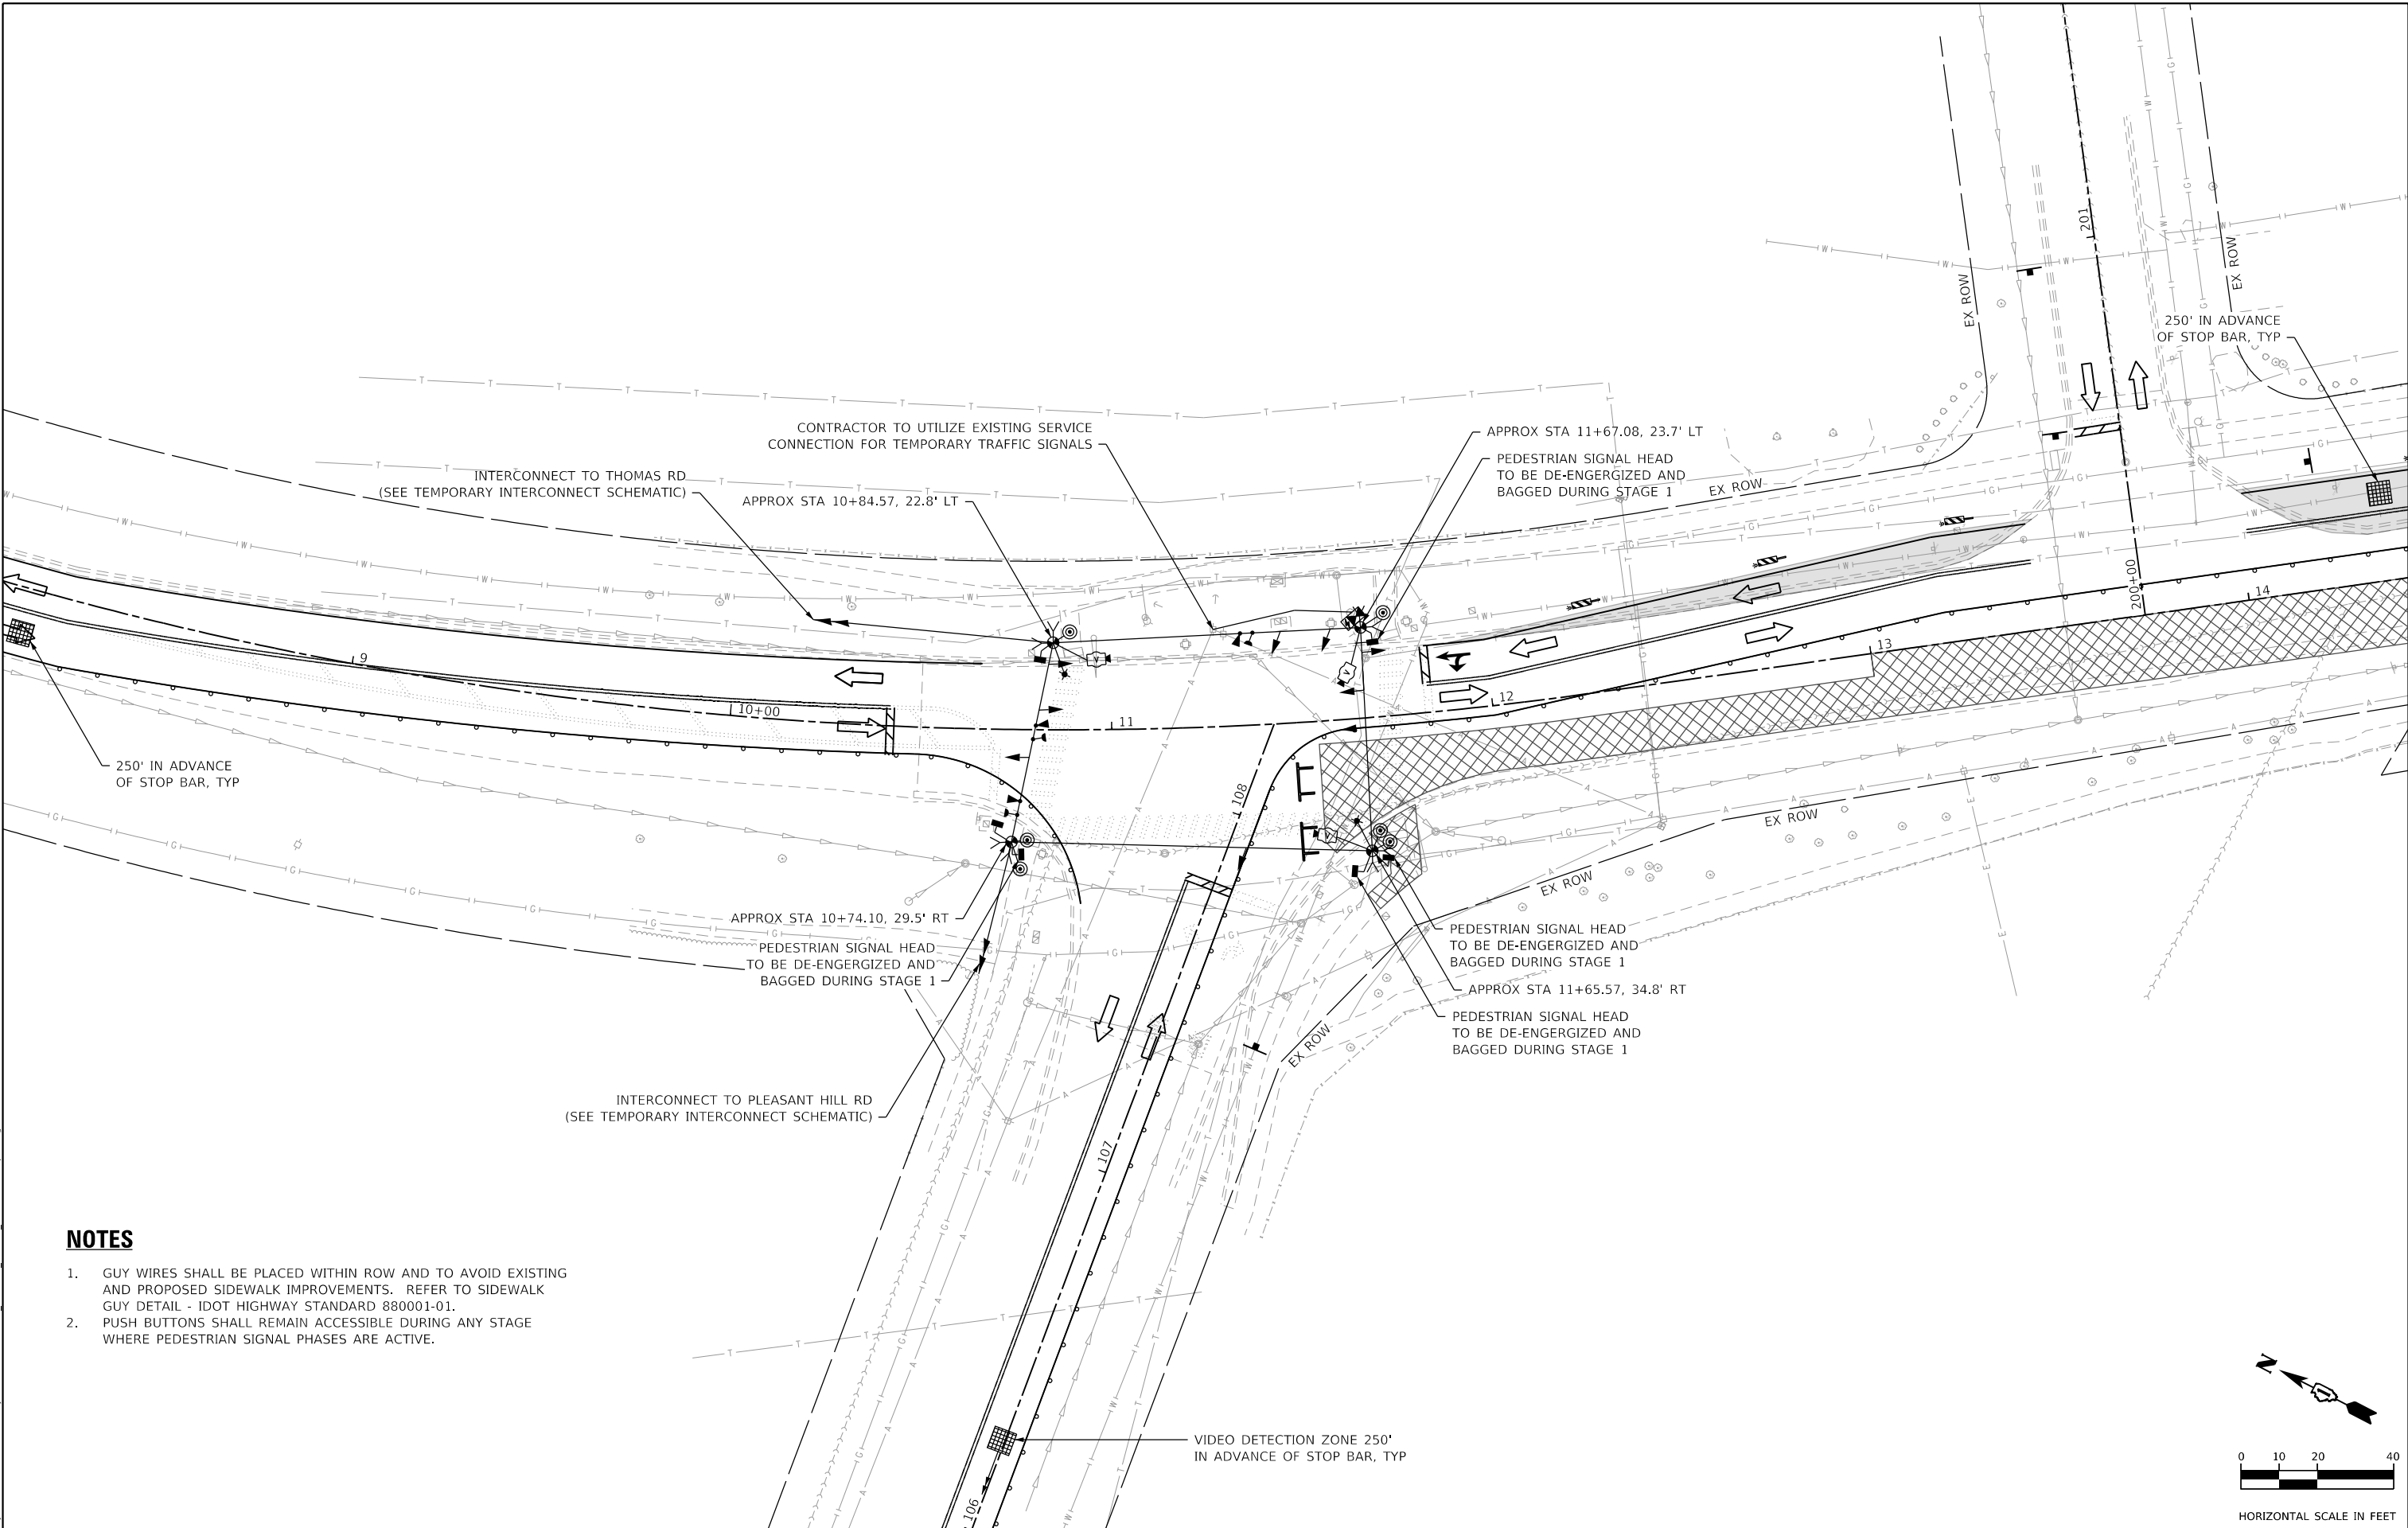 201
EX ROW
EX ROW
250' IN ADVANCE
OF STOP BAR, TYP
CONTRACTOR TO UTILIZE EXISTING SERVICE
CONNECTION FOR TEMPORARY TRAFFIC SIGNALS
APPROX STA 11+67.08, 23.7' LT
PEDESTRIAN SIGNAL HEAD
TO BE DE-ENGERGIZED AND
BAGGED DURING STAGE 1
INTERCONNECT TO THOMAS RD
(SEE TEMPORARY INTERCONNECT SCHEMATIC)
APPROX STA 10+84.57, 22.8' LT
EX ROW
200+00
14
13
12
11
10+00
9
108
250' IN ADVANCE
OF STOP BAR, TYP
EX ROW
EX ROW
EX ROW
APPROX STA 10+74.10, 29.5' RT
PEDESTRIAN SIGNAL HEAD
TO BE DE-ENGERGIZED AND
BAGGED DURING STAGE 1
PEDESTRIAN SIGNAL HEAD
TO BE DE-ENGERGIZED AND
BAGGED DURING STAGE 1
APPROX STA 11+65.57, 34.8' RT
PEDESTRIAN SIGNAL HEAD
TO BE DE-ENGERGIZED AND
BAGGED DURING STAGE 1
INTERCONNECT TO PLEASANT HILL RD
(SEE TEMPORARY INTERCONNECT SCHEMATIC)
107
106
NOTES
1. GUY WIRES SHALL BE PLACED WITHIN ROW AND TO AVOID EXISTING
AND PROPOSED SIDEWALK IMPROVEMENTS. REFER TO SIDEWALK
GUY DETAIL - IDOT HIGHWAY STANDARD 880001-01.
2. PUSH BUTTONS SHALL REMAIN ACCESSIBLE DURING ANY STAGE
WHERE PEDESTRIAN SIGNAL PHASES ARE ACTIVE.
VIDEO DETECTION ZONE 250'
IN ADVANCE OF STOP BAR, TYP
N
0 10 20 40
HORIZONTAL SCALE IN FEET